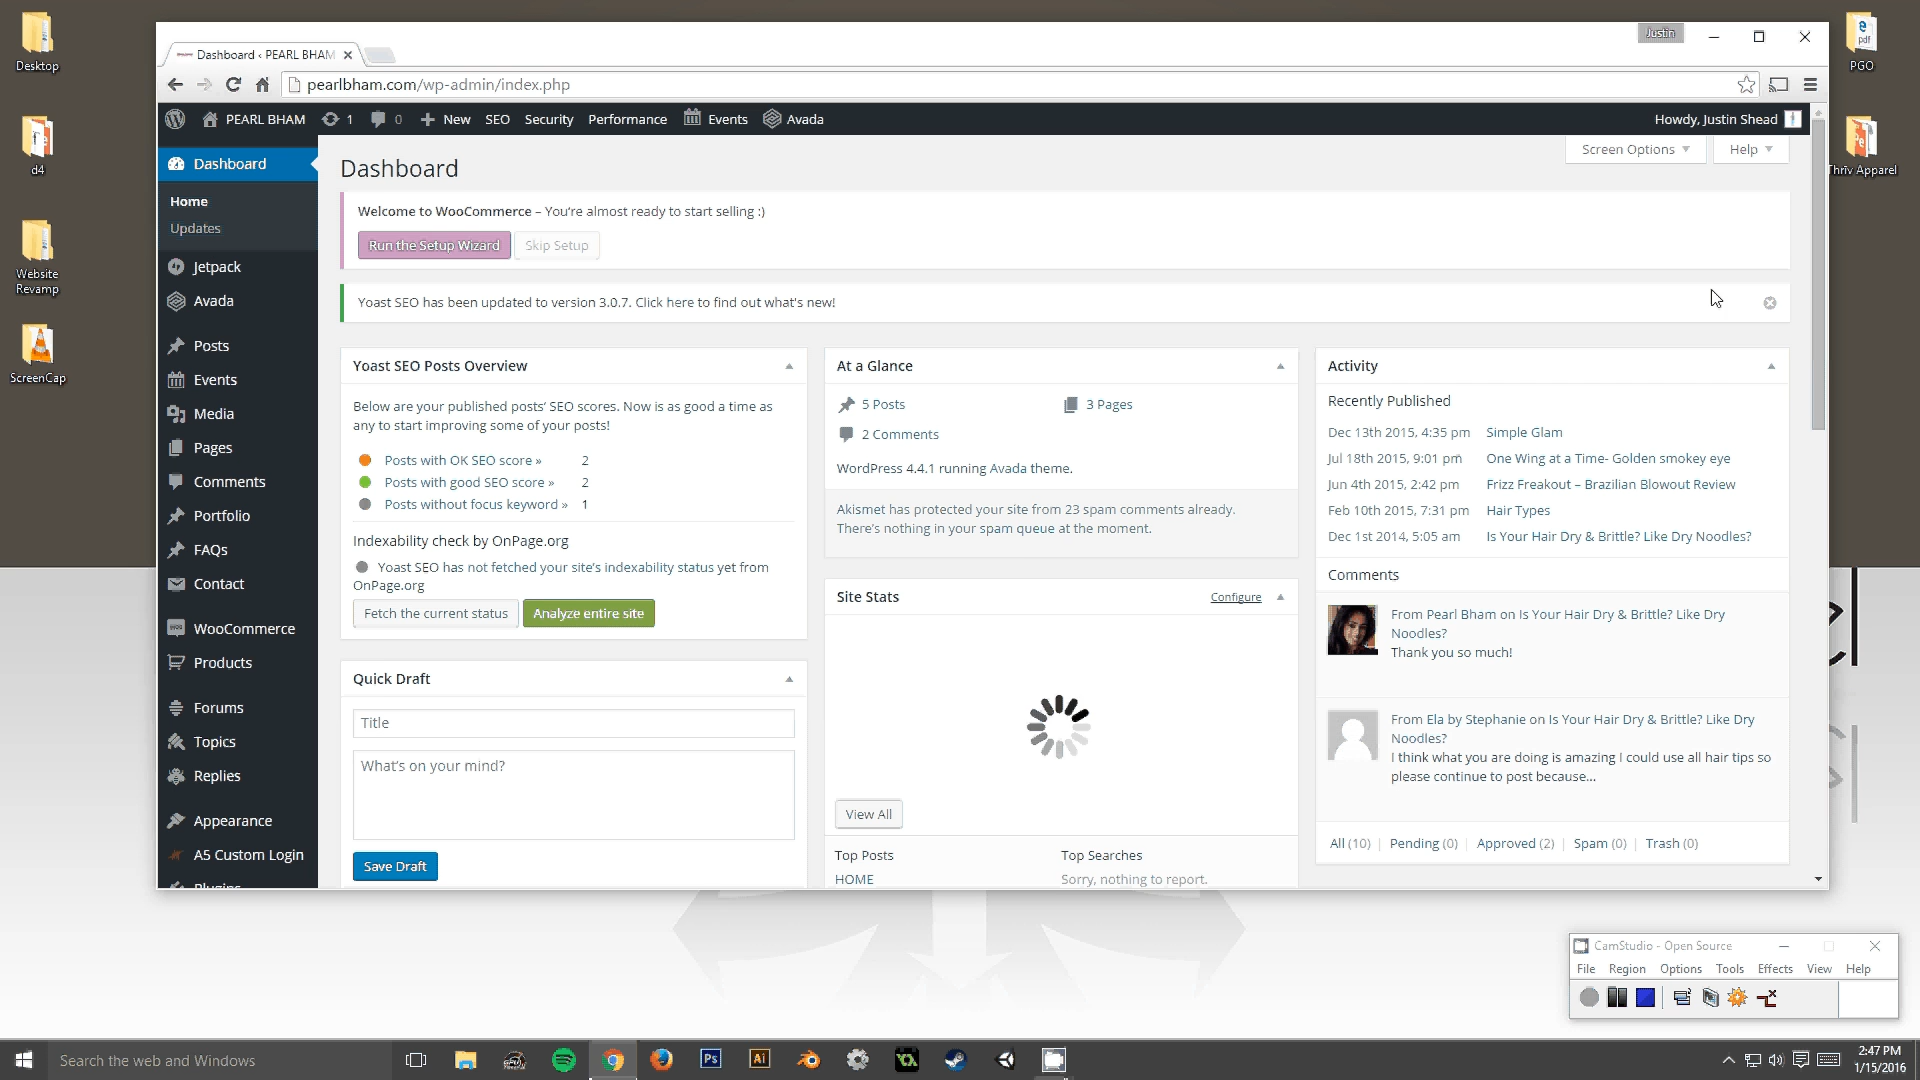 Desktop
d4
Website
Revamp
ScreenCap
PGO
Thrīv Apparel
Justin
Dashboard ‹ PEARL BHAM
pearlbham.com/wp-admin/index.php
PEARL BHAM 1 0 New SEO Security Performance Events Avada
Howdy, Justin Shead
Dashboard
Home
Updates
Jetpack
Avada
Posts
Events
Media
Pages
Comments
Portfolio
FAQs
Contact
WooCommerce
Products
Forums
Topics
Replies
Appearance
A5 Custom Login
Plugins
Screen Options
Help
Dashboard
Welcome to WooCommerce – You're almost ready to start selling :)
Run the Setup Wizard
Skip Setup
Yoast SEO has been updated to version 3.0.7. Click here to find out what's new!
Yoast SEO Posts Overview
Below are your published posts' SEO scores. Now is as good a time as
any to start improving some of your posts!
Posts with OK SEO score » 2
Posts with good SEO score » 2
Posts without focus keyword » 1
Indexability check by OnPage.org
Yoast SEO has not fetched your site's indexability status yet from
OnPage.org
Fetch the current status
Analyze entire site
Quick Draft
Title
What's on your mind?
Save Draft
At a Glance
5 Posts
3 Pages
2 Comments
WordPress 4.4.1 running Avada theme.
Akismet has protected your site from 23 spam comments already.
There's nothing in your spam queue at the moment.
Site Stats
Configure
View All
Top Posts
Top Searches
HOME
Sorry, nothing to report.
Activity
Recently Published
Dec 13th 2015, 4:35 pm Simple Glam
Jul 18th 2015, 9:01 pm One Wing at a Time- Golden smokey eye
Jun 4th 2015, 2:42 pm Frizz Freakout – Brazilian Blowout Review
Feb 10th 2015, 7:31 pm Hair Types
Dec 1st 2014, 5:05 am Is Your Hair Dry & Brittle? Like Dry Noodles?
Comments
From Pearl Bham on Is Your Hair Dry & Brittle? Like Dry
Noodles?
Thank you so much!
From Ela by Stephanie on Is Your Hair Dry & Brittle? Like Dry
Noodles?
I think what you are doing is amazing I could use all hair tips so
please continue to post because…
All (10) | Pending (0) | Approved (2) | Spam (0) | Trash (0)
CamStudio - Open Source
File Region Options Tools Effects View Help
Search the web and Windows
Ps
Ai
2:47 PM
1/15/2016